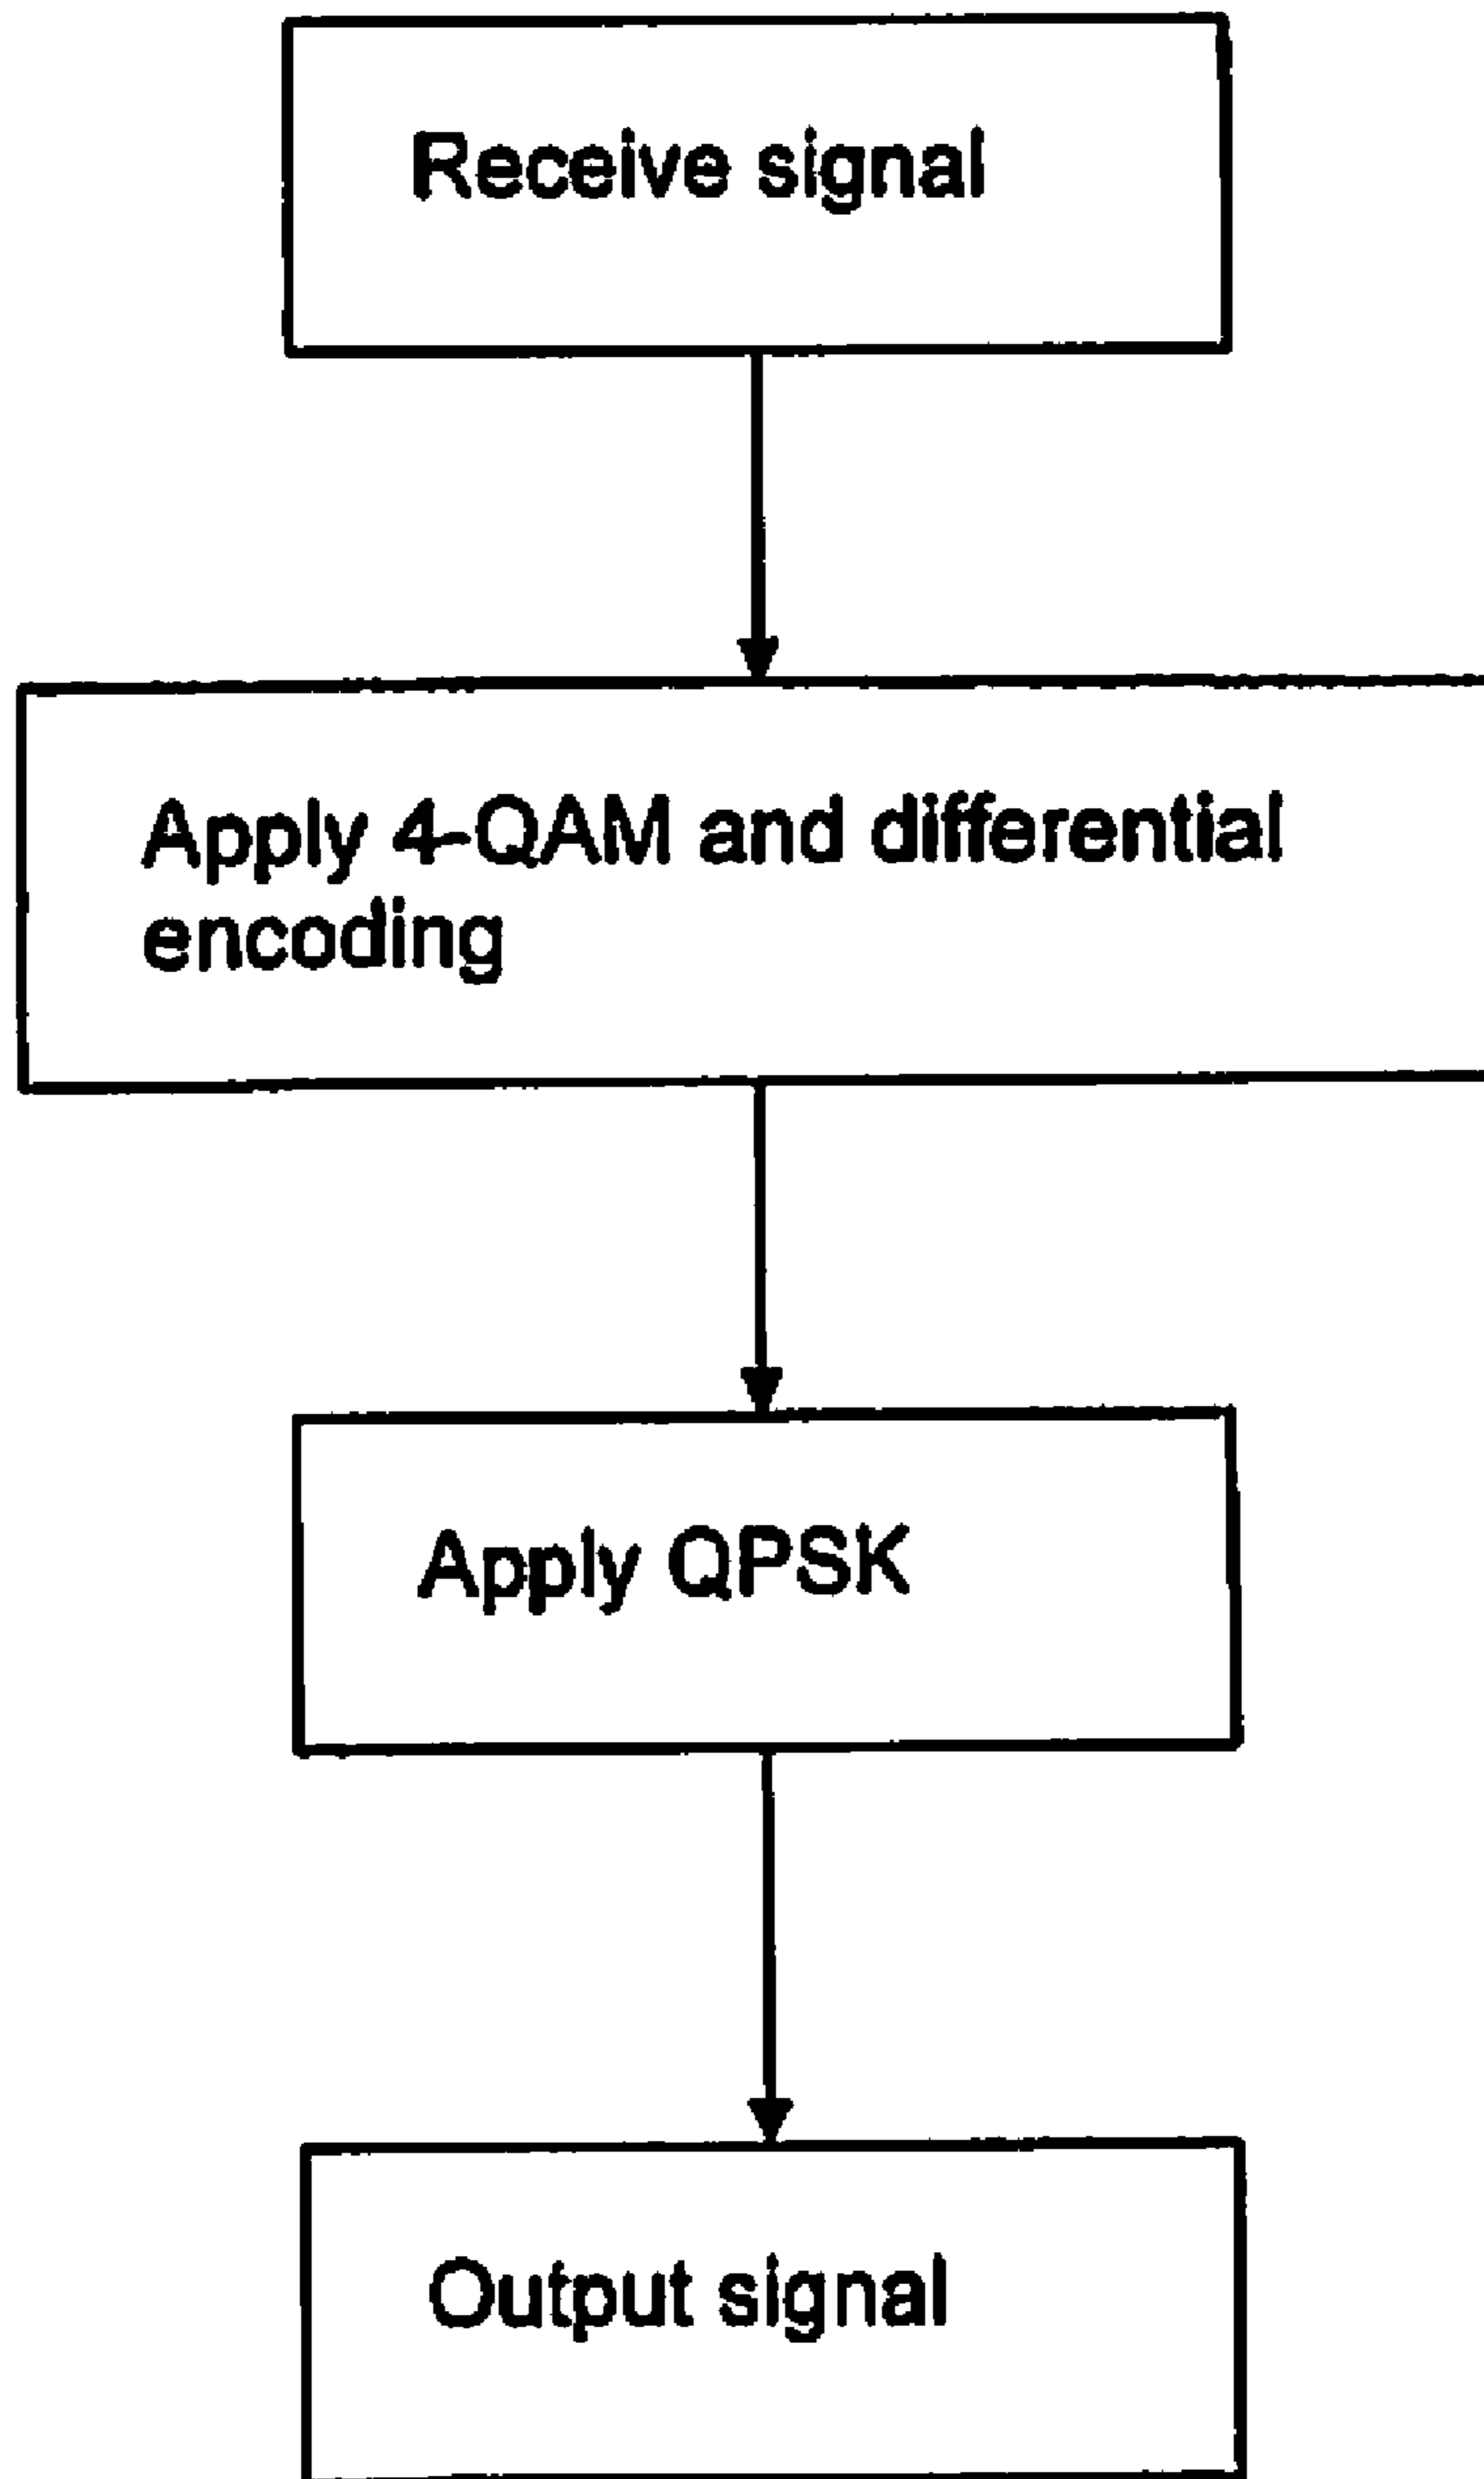 Receive signal
Apply 4-QAM and differential
encoding
Apply QPSK
Output signal